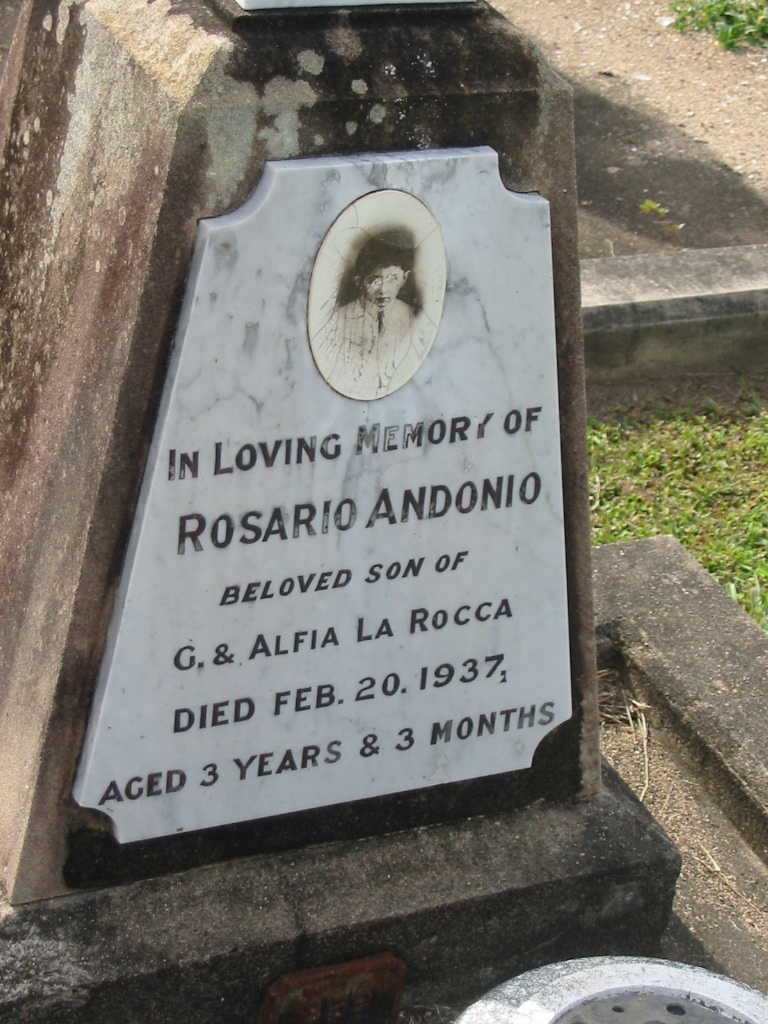 IN LOVING MEMORY OF
ROSARIO ANDONIO
BELOVED SON OF
G. & ALFIA LA ROCCA
DIED FEB. 20. 1937,
AGED 3 YEARS & 3 MONTHS